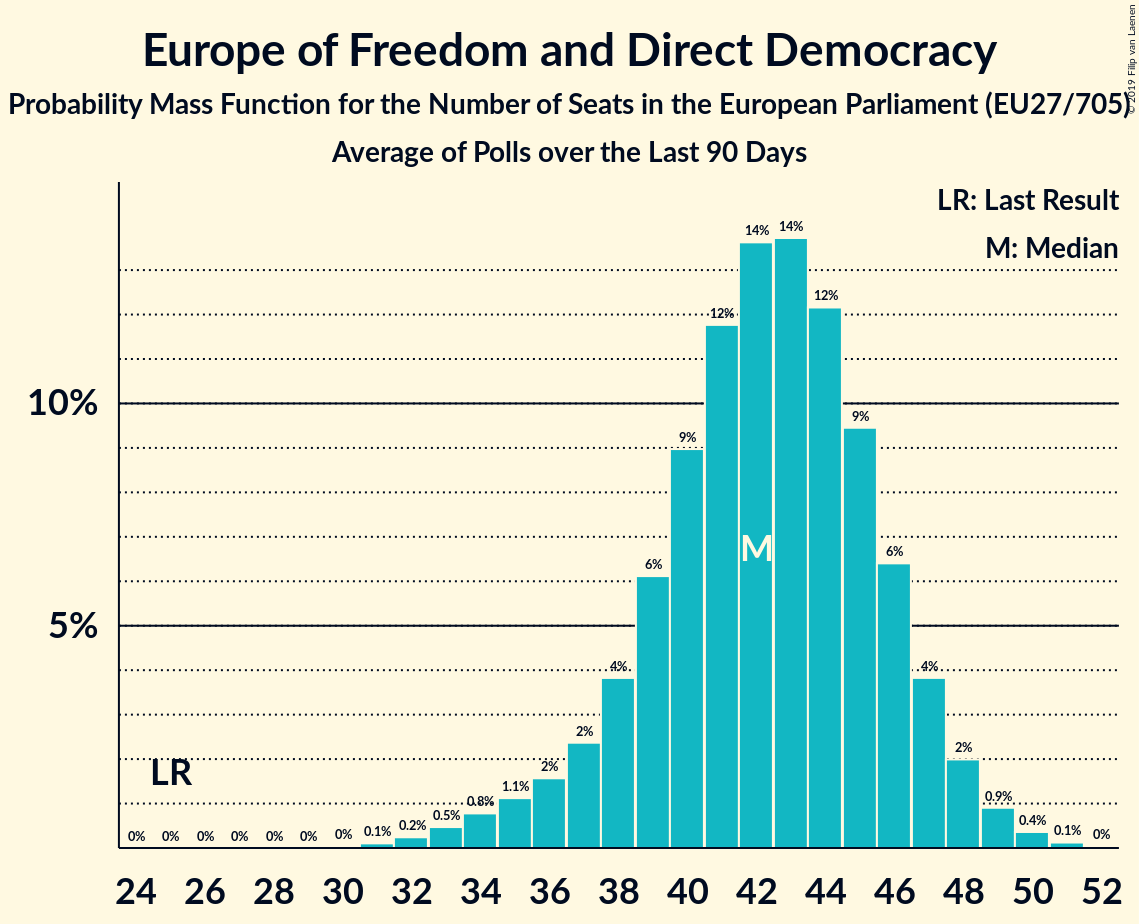 Europe of Freedom and Direct Democracy
Probability Mass Function for the Number of Seats in the European Parliament (EU27/705)
Average of Polls over the Last 90 Days
© 2019 Filip van Laenen
LR: Last Result
M: Median
10%
5%
LR
M
0% 0% 0% 0% 0% 0% 0% 0.1% 0.2% 0.5% 0.8% 1.1% 2% 2% 4% 6% 9% 12% 14% 14% 12% 9% 6% 4% 2% 0.9% 0.4% 0.1% 0%
24 26 28 30 32 34 36 38 40 42 44 46 48 50 52